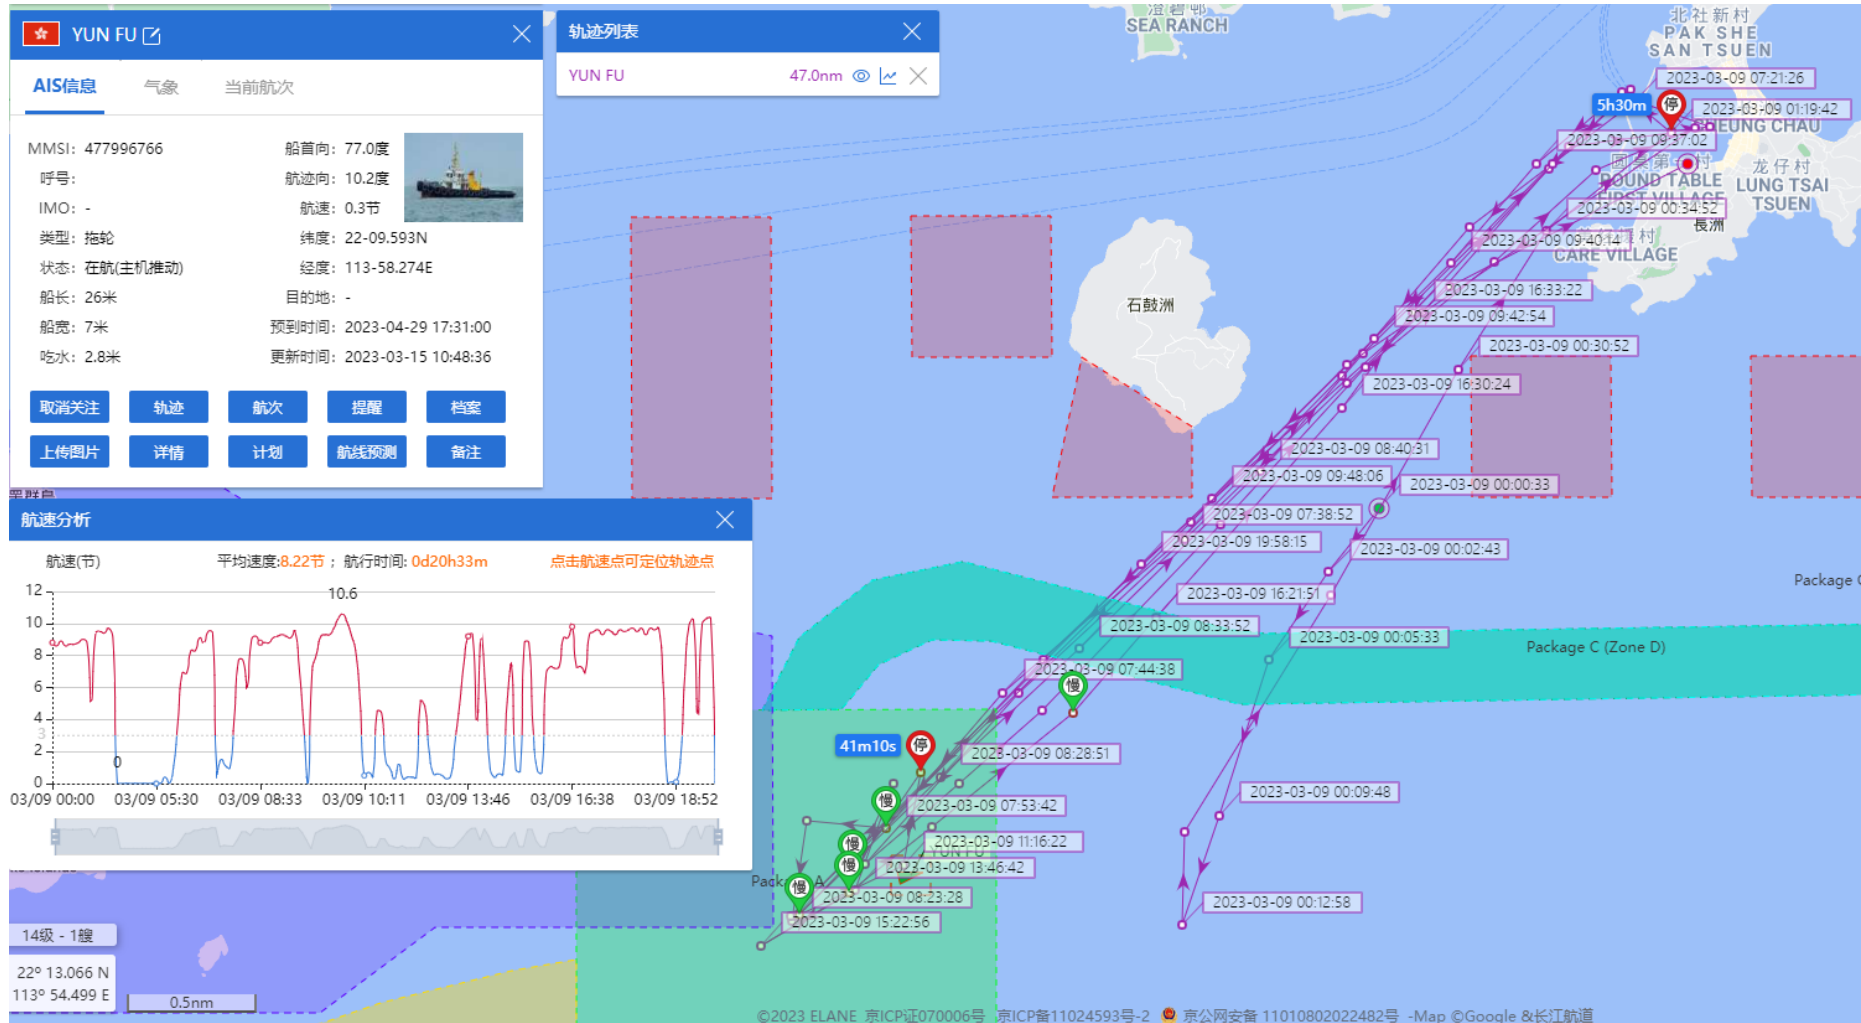 YUN FU
AIS信息
气象
当前航次
MMSI: 477996766
船首向: 77.0度
呼号:
航迹向: 10.2度
IMO: -
航速: 0.3节
类型: 拖轮
纬度: 22-09.593N
状态: 在航(主机推动)
经度: 113-58.274E
船长: 26米
目的地: -
船宽: 7米
预到时间: 2023-04-29 17:31:00
吃水: 2.8米
更新时间: 2023-03-15 10:48:36
取消关注 轨迹 航次 提醒 档案
上传图片 详情 计划 航线预测 备注
轨迹列表
YUN FU 47.0nm
航速分析
航速(节)
平均速度:8.22节 ; 航行时间: 0d20h33m
点击航速点可定位轨迹点
12
10
8
6
4
3
2
0
10.6
0
03/09 00:00 03/09 05:30 03/09 08:33 03/09 10:11 03/09 13:46 03/09 16:38 03/09 18:52
14级 - 1艘
22º 13.066 N
113º 54.499 E
0.5nm
SEA RANCH
北社新村
PAK SHE
SAN TSUEN
2023-03-09 07:21:26
5h30m
停
2023-03-09 01:19:42
CHEUNG CHAU
2023-03-09 09:37:02
龙仔村
ROUND TABLE
FIRST VILLAGE
LUNG TSAI
TSUEN
2023-03-09 00:34:52
長洲
2023-03-09 09:40:14
CARE VILLAGE
2023-03-09 16:33:22
石鼓洲
2023-03-09 09:42:54
2023-03-09 00:30:52
2023-03-09 16:30:24
2023-03-09 08:40:31
2023-03-09 09:48:06
2023-03-09 00:00:33
2023-03-09 07:38:52
2023-03-09 19:58:15
2023-03-09 00:02:43
2023-03-09 16:21:51
2023-03-09 08:33:52
2023-03-09 00:05:33
Package C (Zone D)
2023-03-09 07:44:38
慢
41m10s
停
2023-03-09 08:28:51
2023-03-09 00:09:48
慢
2023-03-09 07:53:42
慢
2023-03-09 11:16:22
YUN FU
慢
2023-03-09 13:46:42
慢
2023-03-09 08:23:28
2023-03-09 00:12:58
2023-03-09 15:22:56
©2023 ELANE 京ICP证070006号 京ICP备11024593号-2 京公网安备 11010802022482号 -Map ©Google &长江航道